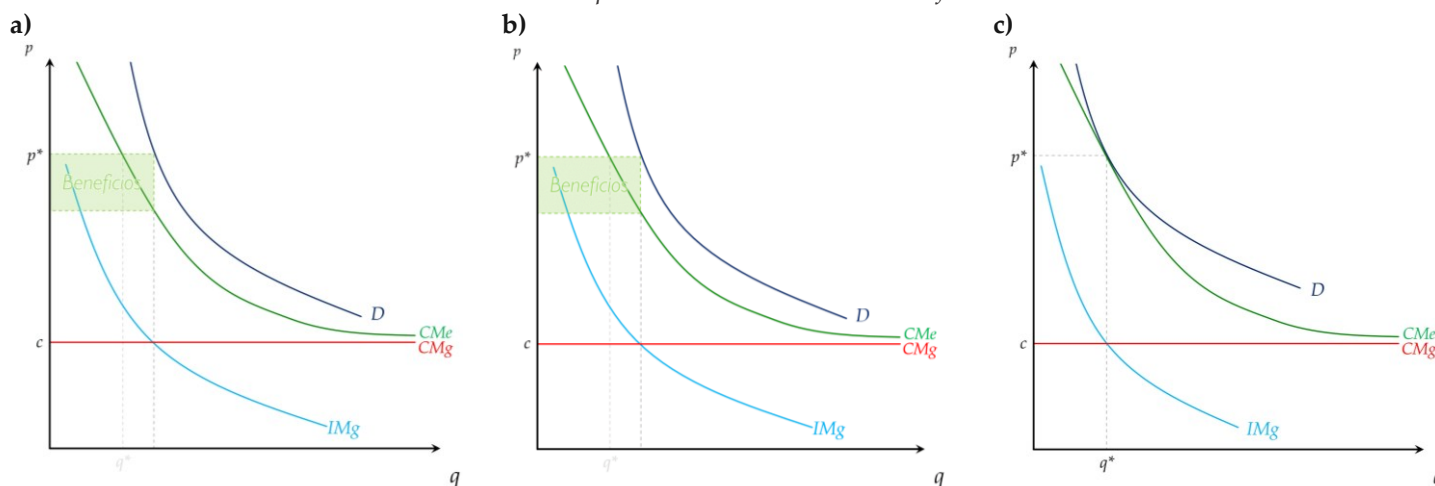 a)
p
p*
Beneficios
D
CMe
CMg
c
IMg
q*
q
b)
p
p*
Beneficios
D
CMe
CMg
c
IMg
q*
q
c)
p
p*
D
CMe
CMg
c
IMg
q*